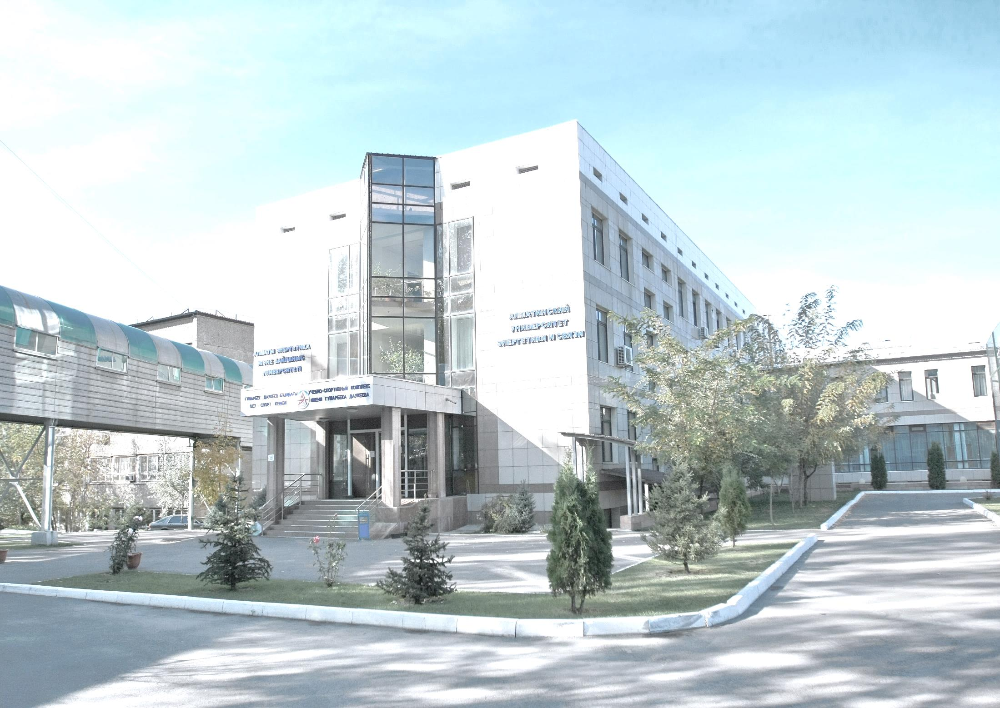 АЛМАТЫ ЭНЕРГЕТИКА
ЖӘНЕ БАЙЛАНЫС
УНИВЕРСИТЕТІ
АЛМАТИНСКИЙ
УНИВЕРСИТЕТ
ЭНЕРГЕТИКИ И СВЯЗИ
ГУМАРБЕК ДАУКЕЕВ АТЫНДАҒЫ
ОҚУ - СПОРТ КЕШЕНІ
УЧЕБНО-СПОРТИВНЫЙ КОМПЛЕКС
ИМЕНИ ГУМАРБЕКА ДАУКЕЕВА